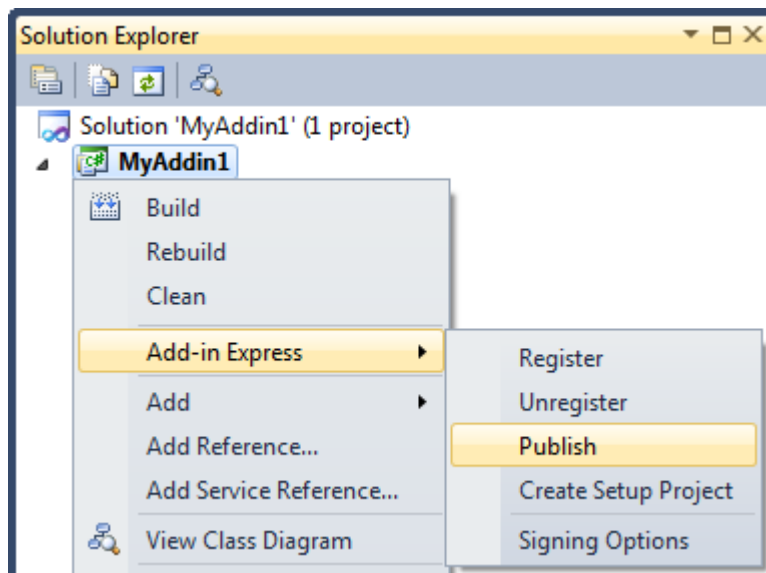 Solution Explorer
Solution 'MyAddin1' (1 project)
MyAddin1
Build
Rebuild
Clean
Add-in Express
Add
Add Reference...
Add Service Reference...
View Class Diagram
Register
Unregister
Publish
Create Setup Project
Signing Options